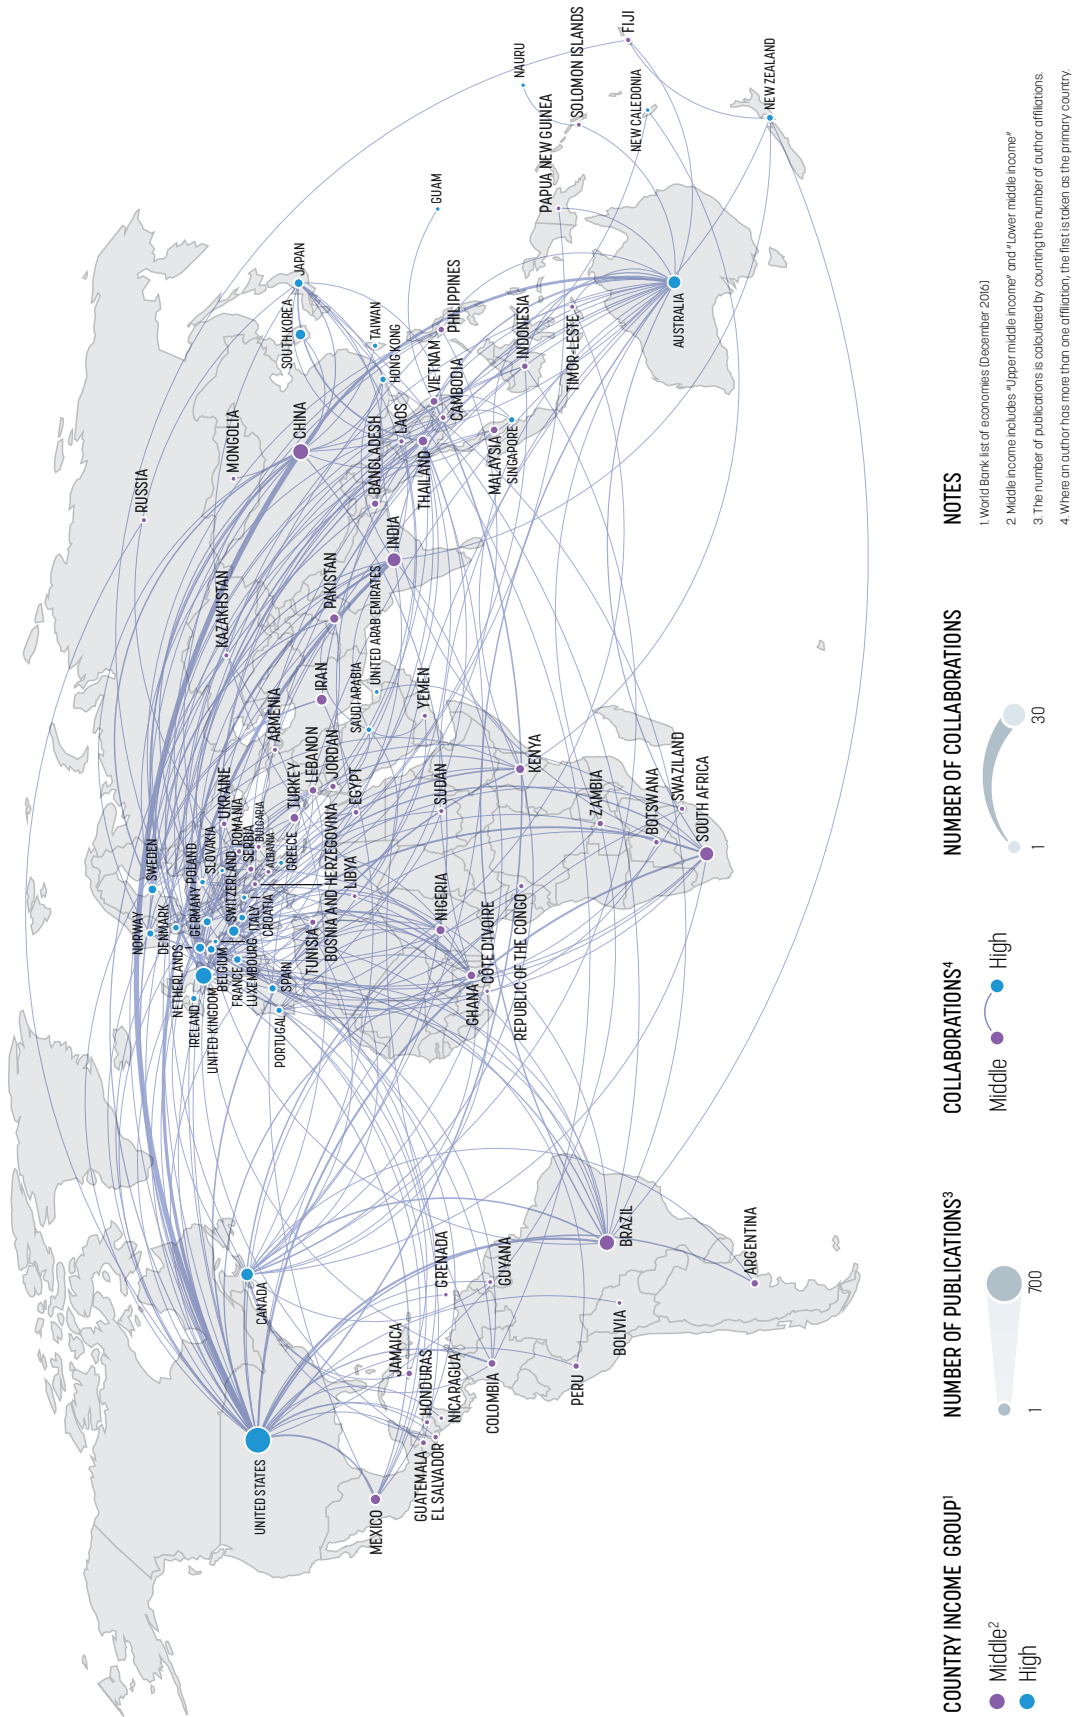 UNITED STATES
CANADA
MEXICO
GUATEMALA
EL SALVADOR
HONDURAS
NICARAGUA
JAMAICA
GRENADA
GUYANA
COLOMBIA
PERU
BOLIVIA
BRAZIL
ARGENTINA
NORWAY
SWEDEN
DENMARK
NETHERLANDS
GERMANY
POLAND
SLOVAKIA
UKRAINE
IRELAND
UNITED KINGDOM
BELGIUM
FRANCE
LUXEMBOURG
SWITZERLAND
ITALY
CROATIA
ROMANIA
SERBIA
BULGARIA
ALBANIA
GREECE
PORTUGAL
SPAIN
TUNISIA
BOSNIA AND HERZEGOVINA
LIBYA
TURKEY
LEBANON
JORDAN
EGYPT
ARMENIA
IRAN
SAUDI ARABIA
UNITED ARAB EMIRATES
YEMEN
SUDAN
NIGERIA
GHANA
CÔTE D'IVOIRE
REPUBLIC OF THE CONGO
KENYA
ZAMBIA
BOTSWANA
SWAZILAND
SOUTH AFRICA
RUSSIA
KAZAKHSTAN
MONGOLIA
CHINA
PAKISTAN
INDIA
BANGLADESH
LAOS
THAILAND
VIETNAM
CAMBODIA
MALAYSIA
SINGAPORE
INDONESIA
TIMOR-LESTE
PHILIPPINES
HONG KONG
TAIWAN
SOUTH KOREA
JAPAN
GUAM
PAPUA NEW GUINEA
SOLOMON ISLANDS
NAURU
FIJI
NEW CALEDONIA
NEW ZEALAND
AUSTRALIA
COUNTRY INCOME GROUP¹
Middle²
High
NUMBER OF PUBLICATIONS³
1 700
COLLABORATIONS⁴
Middle High
NUMBER OF COLLABORATIONS
1 30
NOTES
1. World Bank list of economies (December 2016)
2. Middle income includes "Upper middle income" and "Lower middle income"
3. The number of publications is calculated by counting the number of author affiliations.
4. Where an author has more than one affiliation, the first is taken as the primary country.